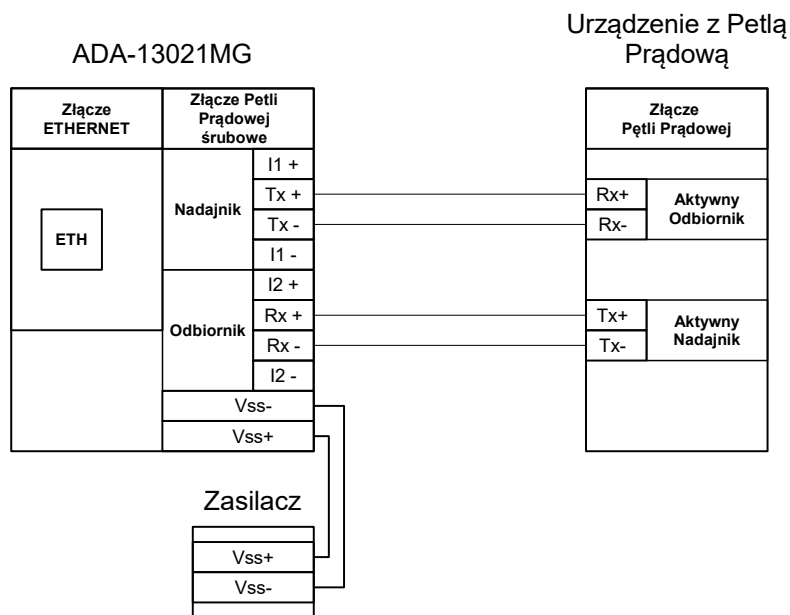 ADA-13021MG
Urządzenie z Petlą
Prądową
Złącze
ETHERNET
Złącze Petli
Prądowej
śrubowe
ETH
Nadajnik
I1 +
Tx +
Tx -
I1 -
Odbiornik
I2 +
Rx +
Rx -
I2 -
Vss-
Vss+
Złącze
Pętli Prądowej
Rx+
Rx-
Aktywny
Odbiornik
Tx+
Tx-
Aktywny
Nadajnik
Zasilacz
Vss+
Vss-